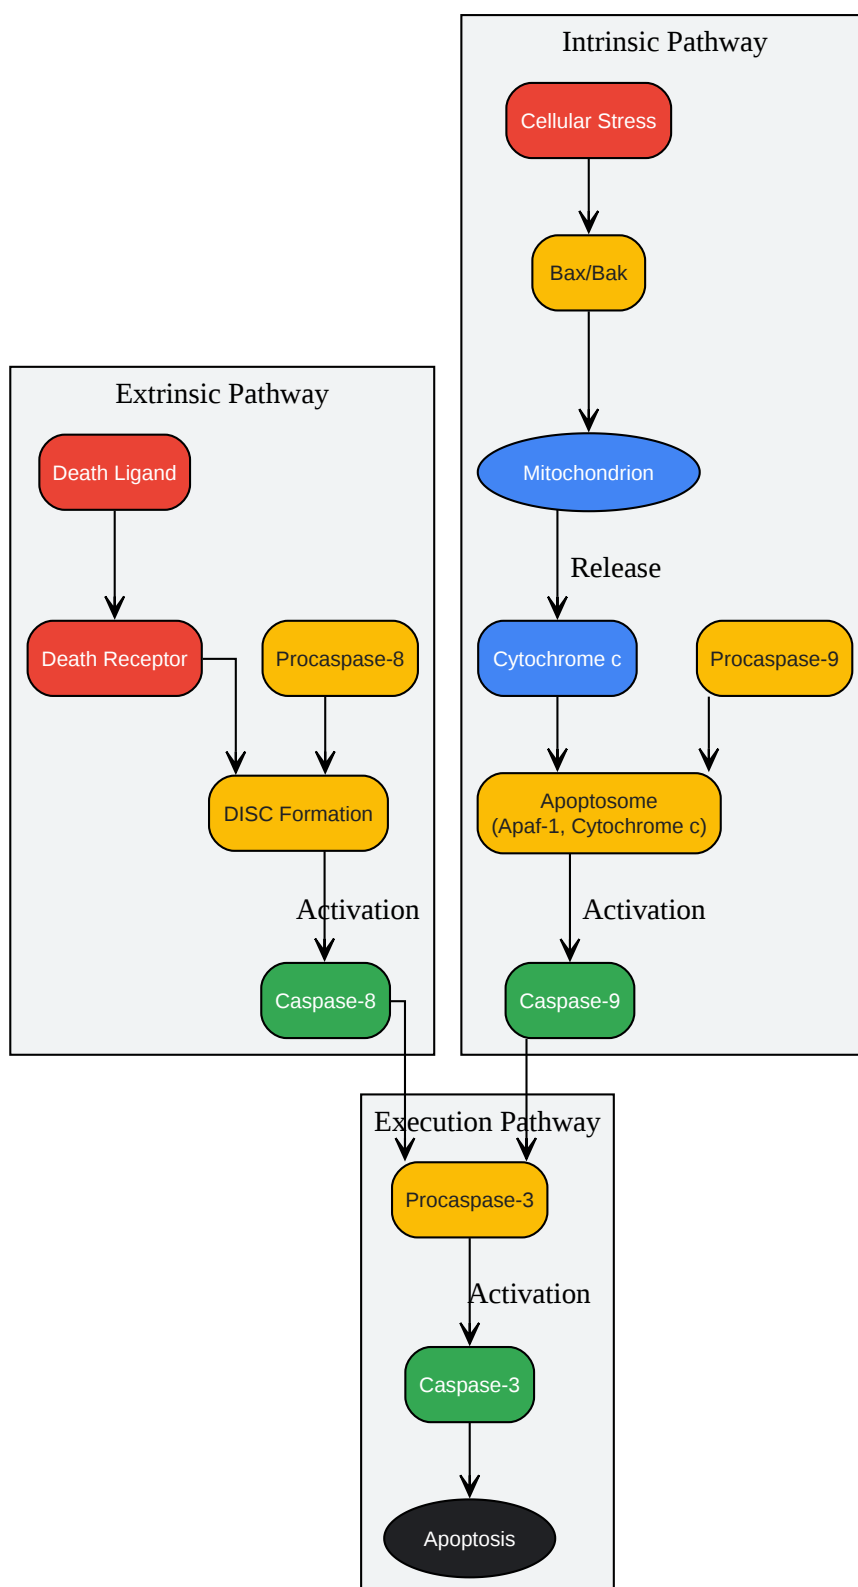 Intrinsic Pathway
Cellular Stress
Bax/Bak
Extrinsic Pathway
Death Ligand
Mitochondrion
Release
Death Receptor
Procaspase-8
Cytochrome c
Procaspase-9
DISC Formation
Apoptosome
(Apaf-1, Cytochrome c)
Activation
Activation
Caspase-8
Caspase-9
Execution Pathway
Procaspase-3
Activation
Caspase-3
Apoptosis